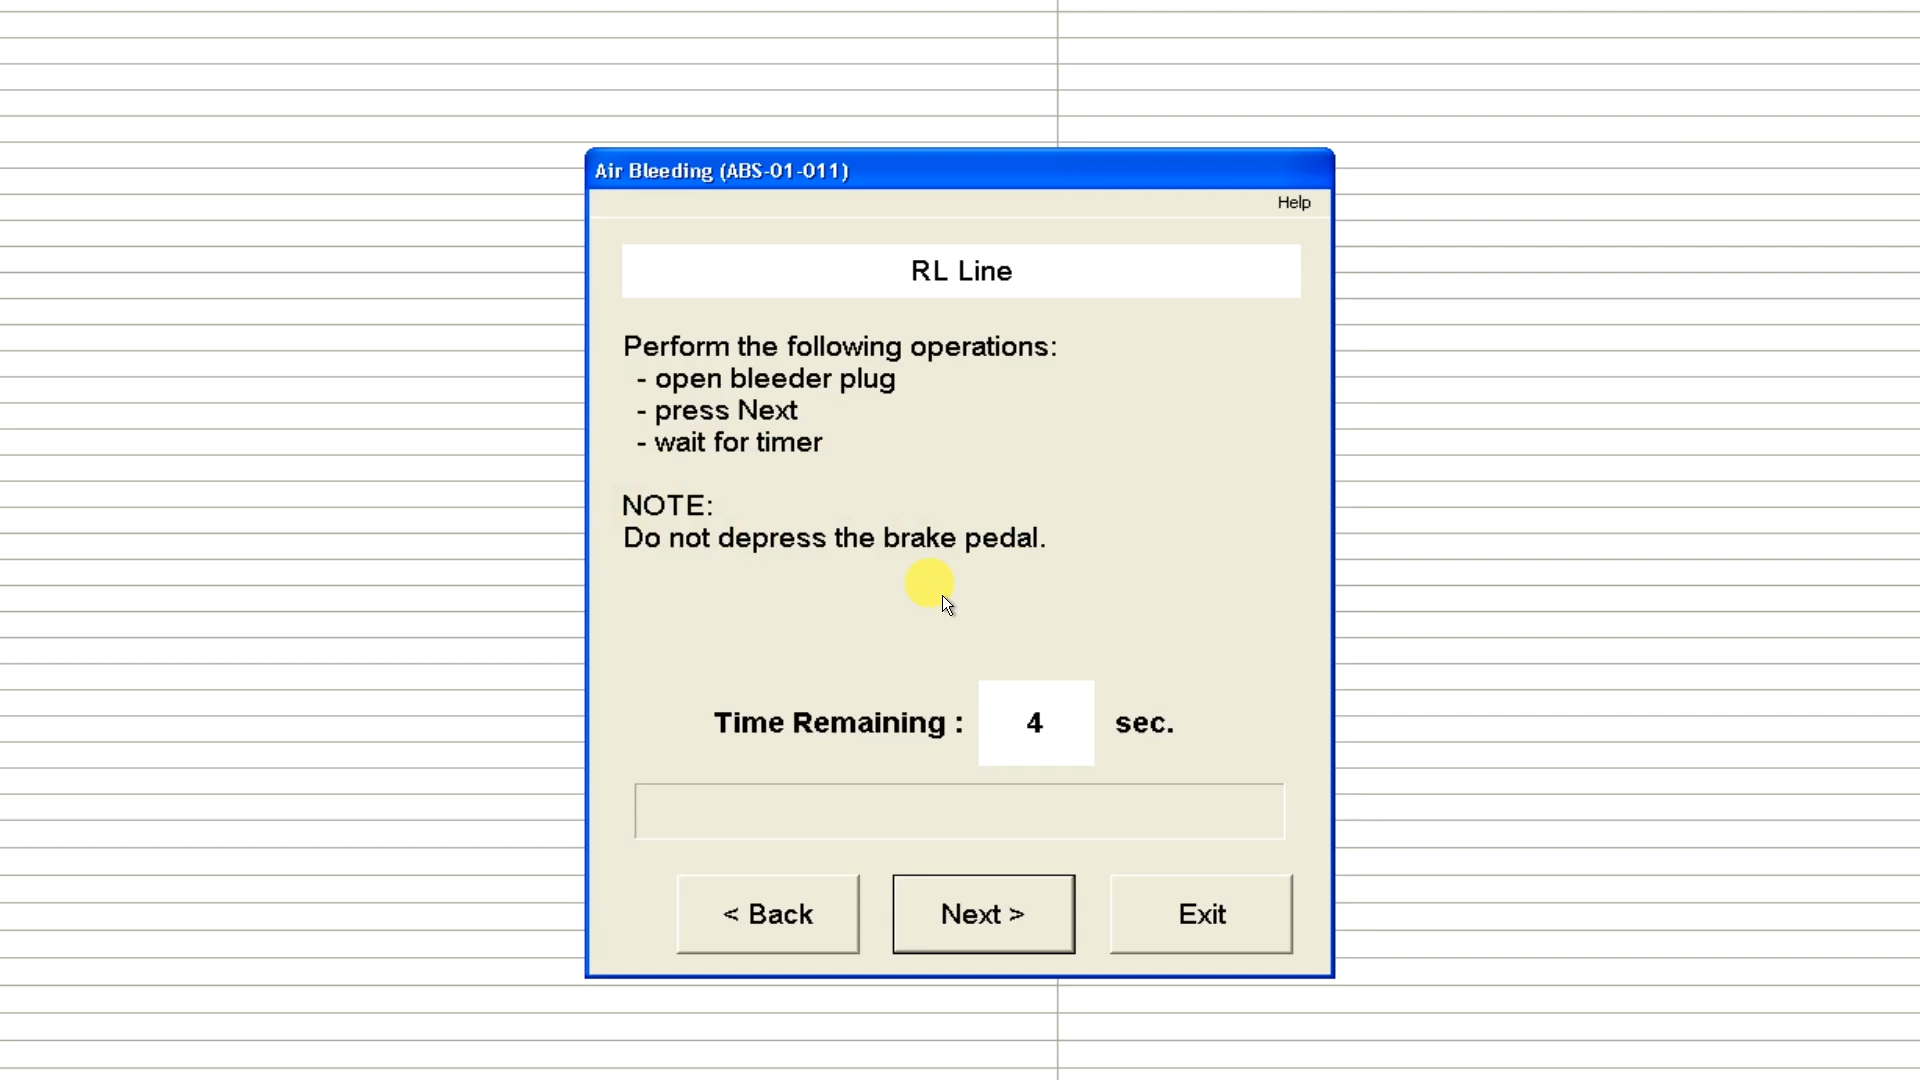 Air Bleeding (ABS-01-011)
Help
RL Line
Perform the following operations:
- open bleeder plug
- press Next
- wait for timer
NOTE:
Do not depress the brake pedal.
Time Remaining : 4 sec.
< Back Next > Exit